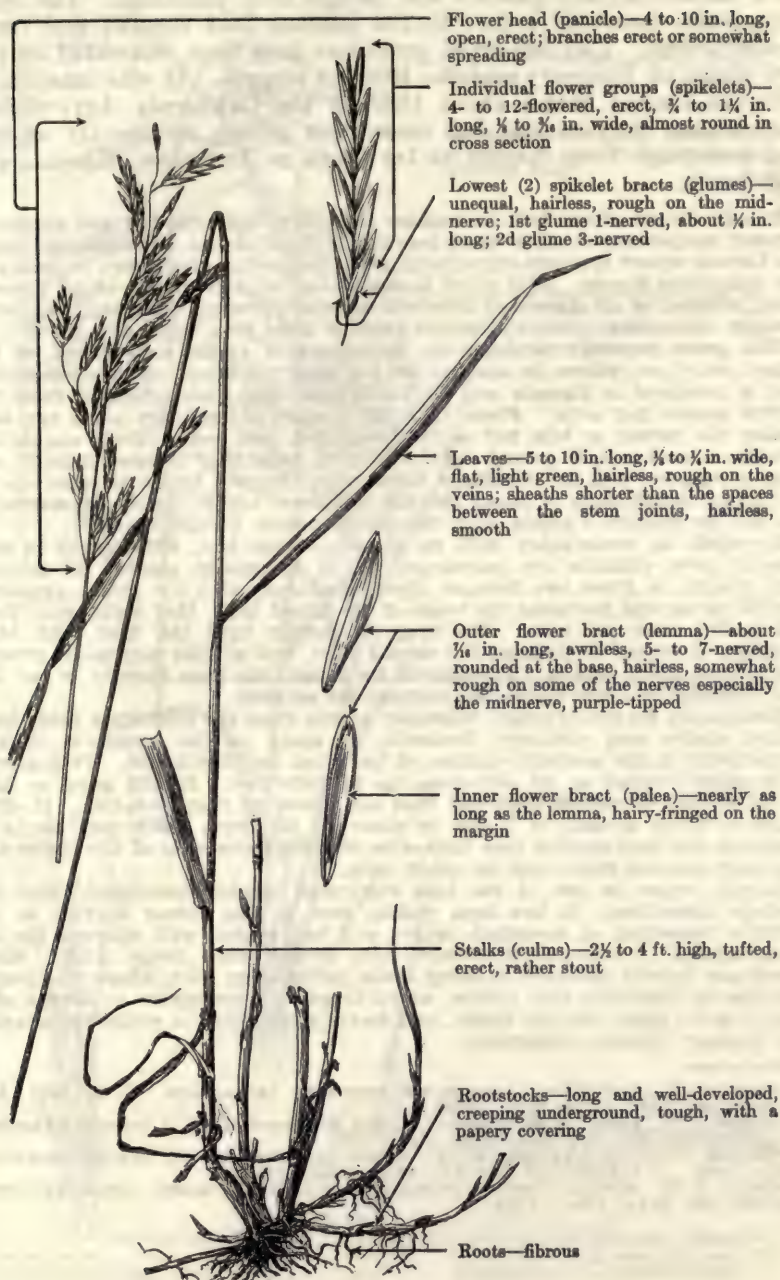 Flower head (panicle)—4 to 10 in. long,
open, erect; branches erect or somewhat
spreading
Individual flower groups (spikelets)—
4- to 12-flowered, erect, ¾ to 1¼ in.
long, ⅛ to 3⁄16 in. wide, almost round in
cross section
Lowest (2) spikelet bracts (glumes)—
unequal, hairless, rough on the mid-
nerve; 1st glume 1-nerved, about ¼ in.
long; 2d glume 3-nerved
Leaves—5 to 10 in. long, ⅛ to ¼ in. wide,
flat, light green, hairless, rough on the
veins; sheaths shorter than the spaces
between the stem joints, hairless,
smooth
Outer flower bract (lemma)—about
7⁄16 in. long, awnless, 5- to 7-nerved,
rounded at the base, hairless, somewhat
rough on some of the nerves especially
the midnerve, purple-tipped
Inner flower bract (palea)—nearly as
long as the lemma, hairy-fringed on the
margin
Stalks (culms)—2½ to 4 ft. high, tufted,
erect, rather stout
Rootstocks—long and well-developed,
creeping underground, tough, with a
papery covering
Roots—fibrous